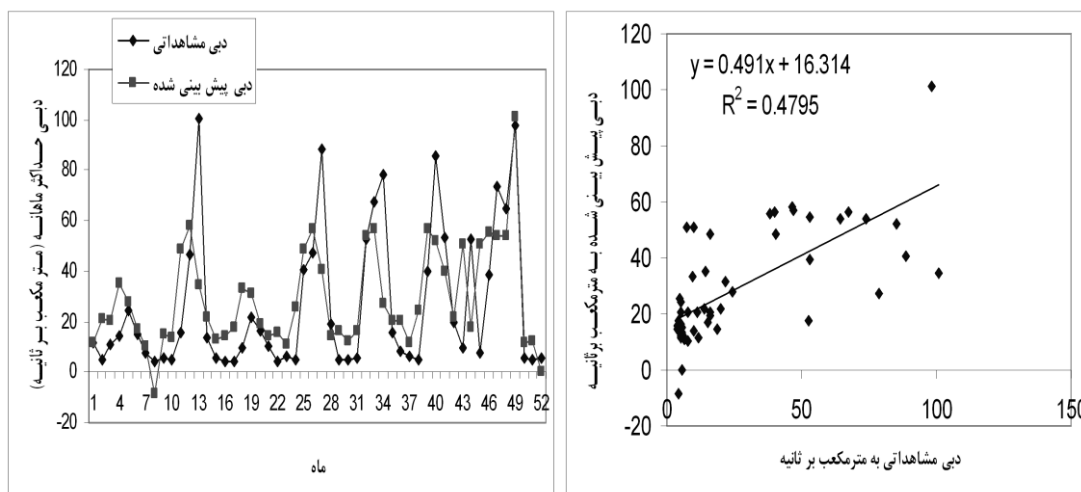 دبی مشاهداتی
دبی پیش بینی شده
دبی حداکثر ماهانه (متر مکعب بر ثانیه)
120
100
80
60
40
20
0
-20
1 4 7 10 13 16 19 22 25 28 31 34 37 40 43 46 49 52
ماه
y = 0.491x + 16.314
R² = 0.4795
دبی پیش بینی شده به مترمکعب بر ثانیه
120
100
80
60
40
20
0
-20
0 50 100 150
دبی مشاهداتی به مترمکعب بر ثانیه